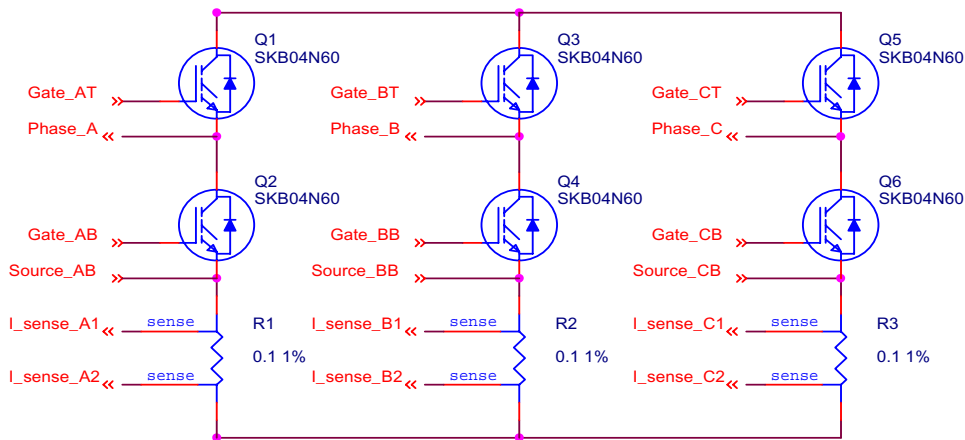 Q1
SKB04N60
Q3
SKB04N60
Q5
SKB04N60
Gate_AT
Gate_BT
Gate_CT
Phase_A
Phase_B
Phase_C
Q2
SKB04N60
Q4
SKB04N60
Q6
SKB04N60
Gate_AB
Gate_BB
Gate_CB
Source_AB
Source_BB
Source_CB
I_sense_A1
sense
R1
I_sense_B1
sense
R2
I_sense_C1
sense
R3
0.1 1%
0.1 1%
0.1 1%
I_sense_A2
sense
I_sense_B2
sense
I_sense_C2
sense